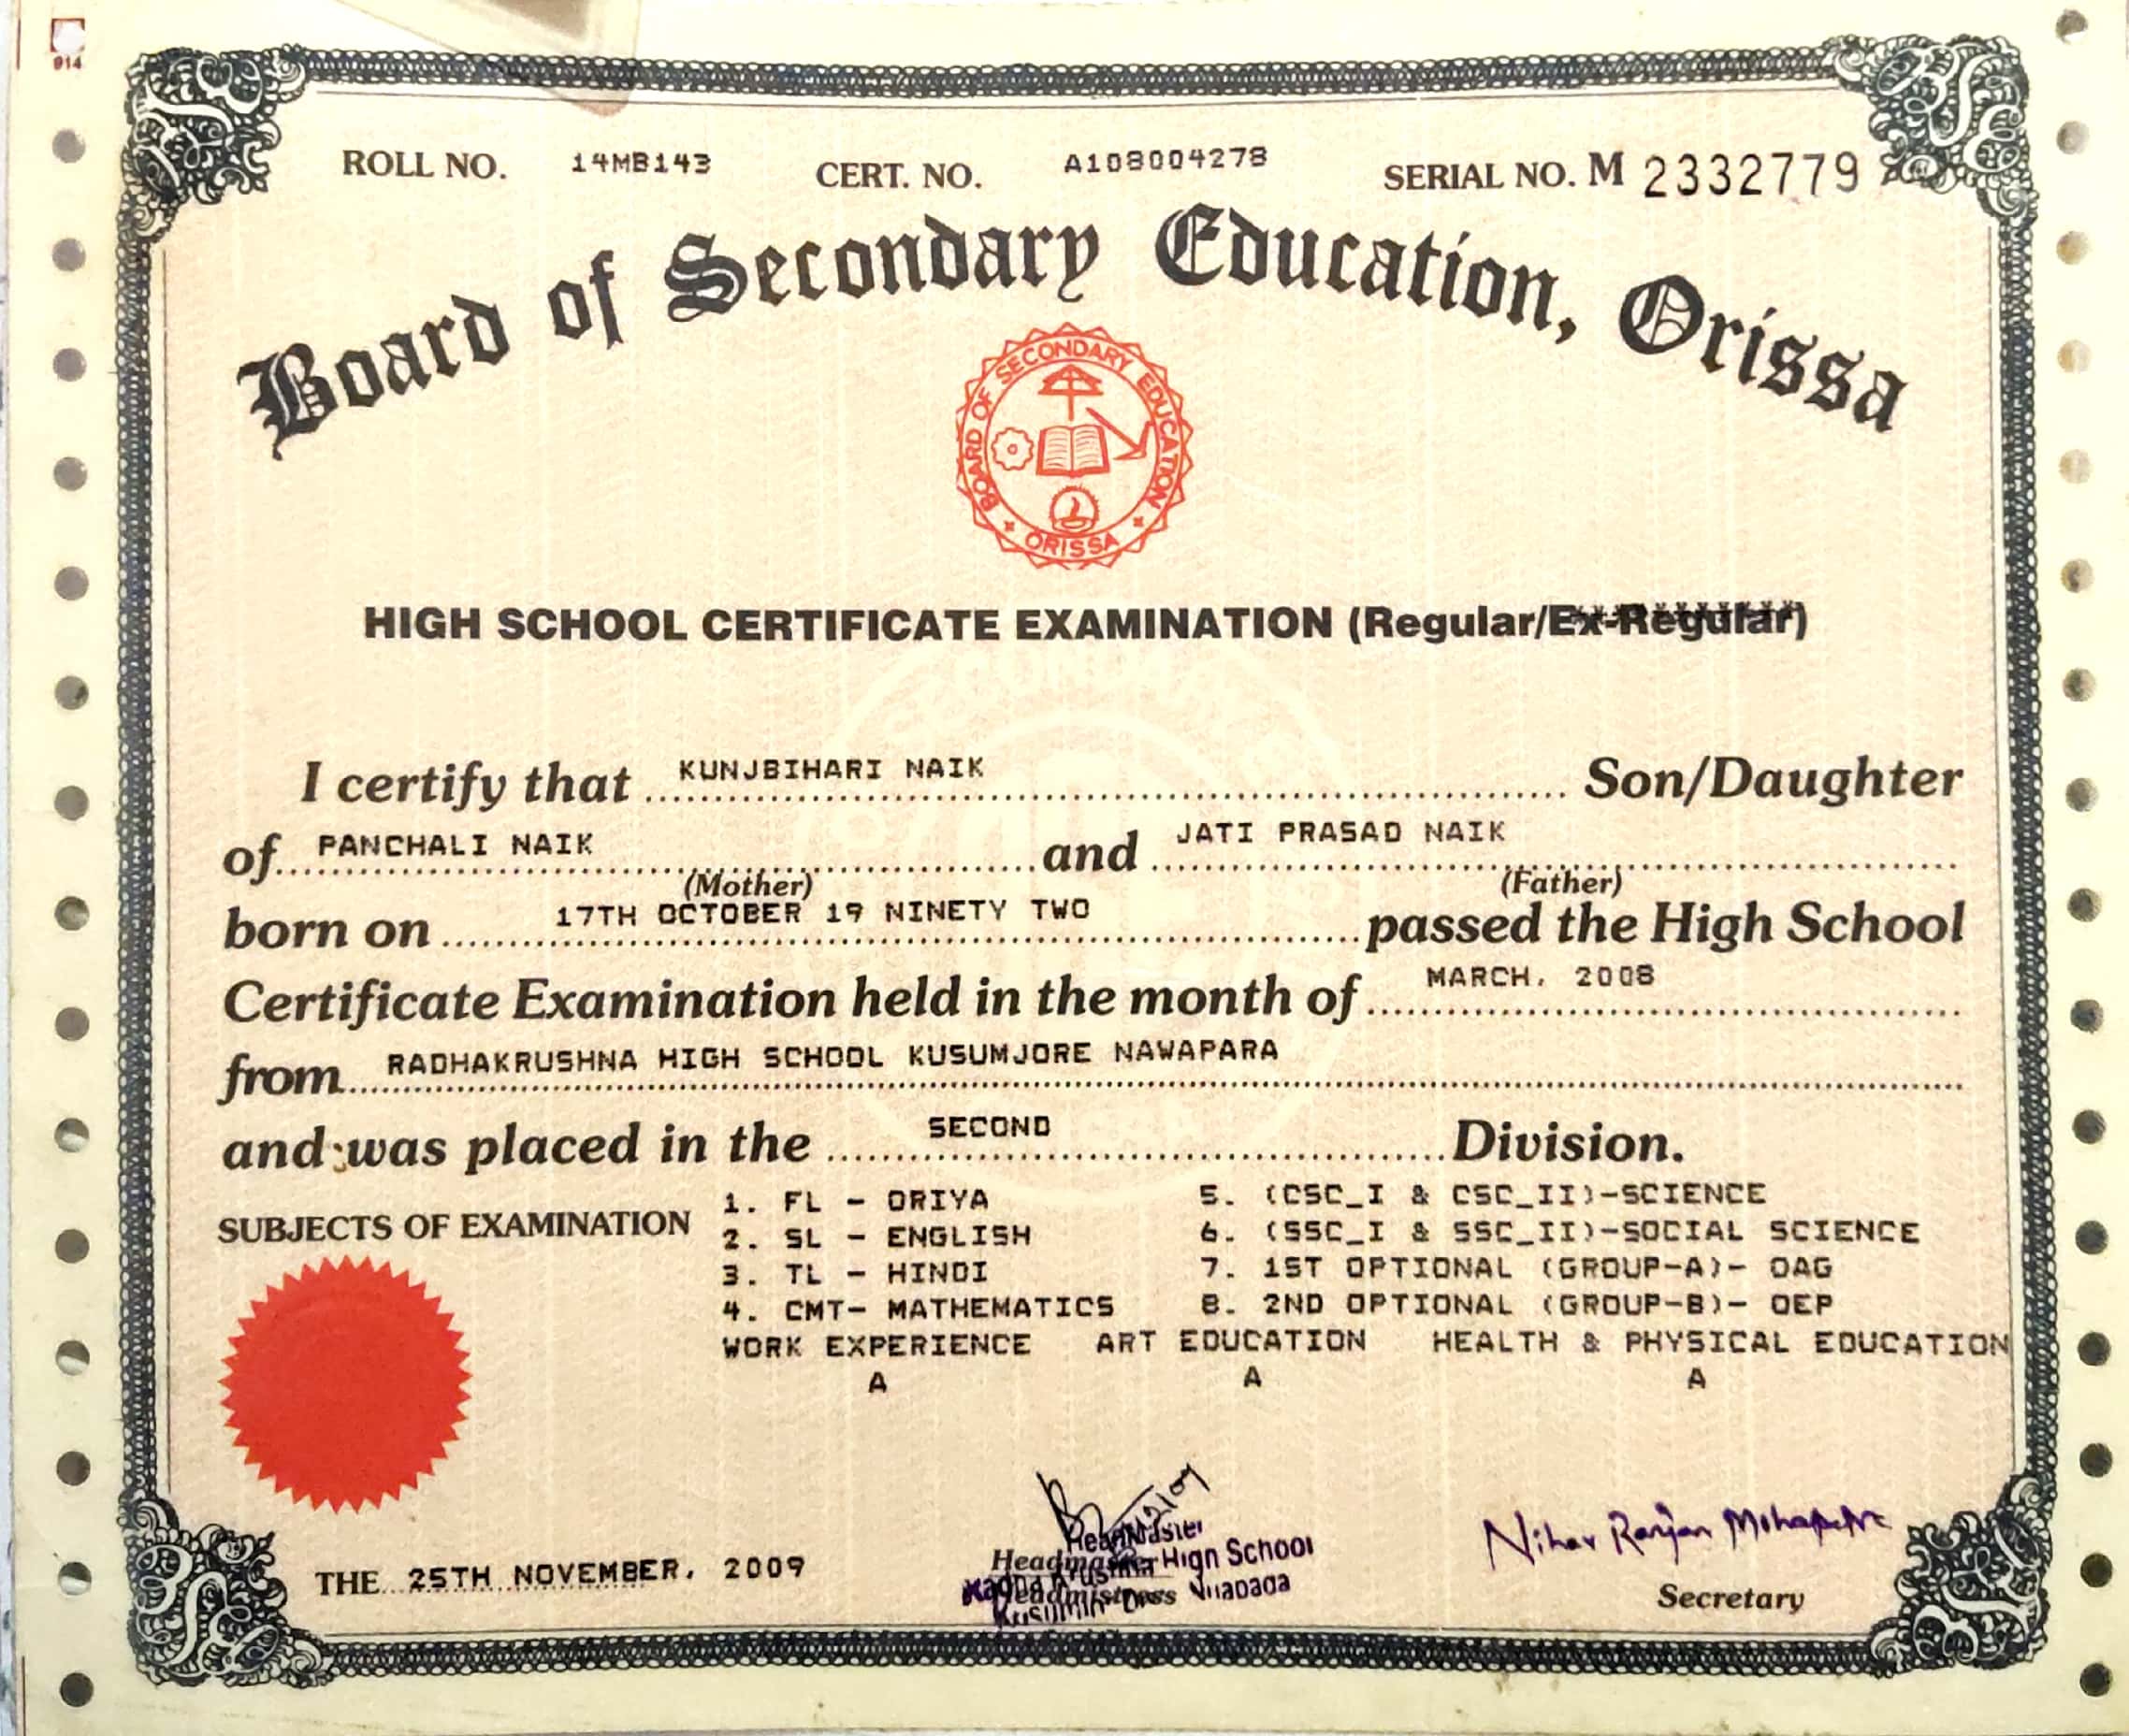 914
ROLL NO. 14MB143 CERT. NO. A108004278 SERIAL NO. M 2332779
Board of Secondary Education, Orissa
BOARD OF SECONDARY EDUCATION
ORISSA
HIGH SCHOOL CERTIFICATE EXAMINATION (Regular/Ex-Regular)
I certify that KUNJBIHARI NAIK Son/Daughter
of PANCHALI NAIK and JATI PRASAD NAIK
(Mother) (Father)
born on 17TH OCTOBER 19 NINETY TWO passed the High School
Certificate Examination held in the month of MARCH, 2008
from RADHAKRUSHNA HIGH SCHOOL KUSUMJORE NAWAPARA
and was placed in the SECOND Division.
SUBJECTS OF EXAMINATION
1. FL - ORIYA 5. (CSC_I & CSC_II)-SCIENCE
2. SL - ENGLISH 6. (SSC_I & SSC_II)-SOCIAL SCIENCE
3. TL - HINDI 7. 1ST OPTIONAL (GROUP-A)- OAG
4. CMT- MATHEMATICS 8. 2ND OPTIONAL (GROUP-B)- OEP
WORK EXPERIENCE ART EDUCATION HEALTH & PHYSICAL EDUCATION
A A A
Nihar Ranjan Mohapatra
HeadMaster
Headmaster High School
THE 25TH NOVEMBER, 2009 Headmistress Secretary